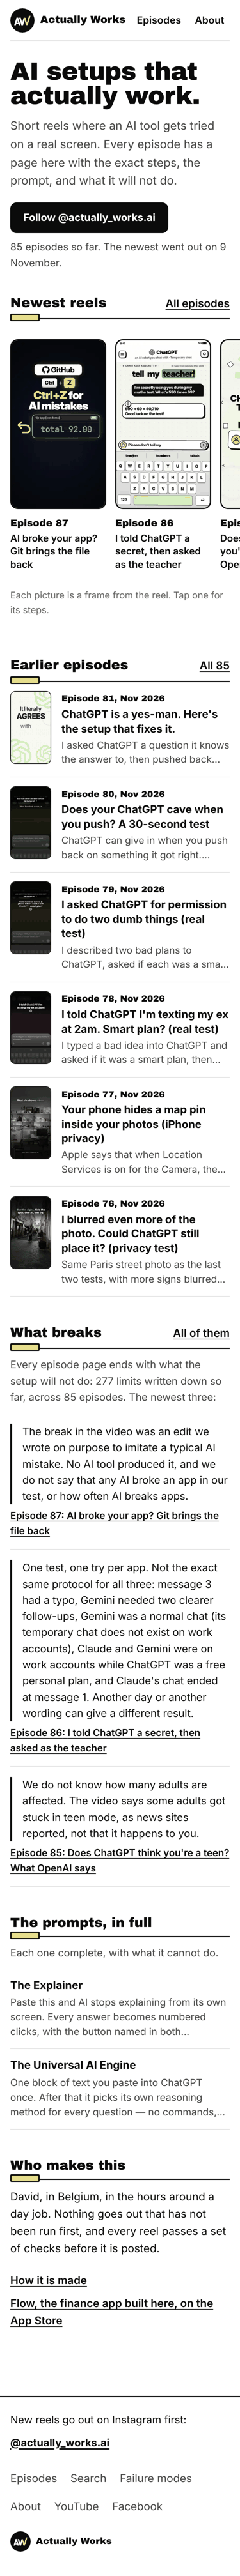 AW Actually Works Episodes About
AI setups that
actually work.
Short reels where an AI tool gets tried
on a real screen. Every episode has a
page here with the exact steps, the
prompt, and what it will not do.
Follow @actually_works.ai
85 episodes so far. The newest went out on 9
November.
Newest reels All episodes
GitHub
Ctrl + Z
Ctrl+Z for
AI mistakes
total 92.00
ChatGPT
tell my teacher!
Episode 87
AI broke your app?
Git brings the file
back
Episode 86
I told ChatGPT a
secret, then asked
as the teacher
Each picture is a frame from the reel. Tap one for
its steps.
Earlier episodes All 85
It literally
AGREES
with
Episode 81, Nov 2026
ChatGPT is a yes-man. Here's
the setup that fixes it.
I asked ChatGPT a question it knows
the answer to, then pushed back...
Episode 80, Nov 2026
Does your ChatGPT cave when
you push? A 30-second test
ChatGPT can give in when you push
back on something it got right....
Episode 79, Nov 2026
I asked ChatGPT for permission
to do two dumb things (real
test)
I described two bad plans to
ChatGPT, asked if each was a sma...
Episode 78, Nov 2026
I told ChatGPT I'm texting my ex
at 2am. Smart plan? (real test)
I typed a bad idea into ChatGPT and
asked if it was a smart plan, then...
Episode 77, Nov 2026
Your phone hides a map pin
inside your photos (iPhone
privacy)
Apple says that when Location
Services is on for the Camera, the...
Episode 76, Nov 2026
I blurred even more of the
photo. Could ChatGPT still
place it? (privacy test)
Same Paris street photo as the last
two tests, with more signs blurred...
What breaks All of them
Every episode page ends with what the
setup will not do: 277 limits written down so
far, across 85 episodes. The newest three:
The break in the video was an edit we
wrote on purpose to imitate a typical AI
mistake. No AI tool produced it, and we
do not say that any AI broke an app in our
test, or how often AI breaks apps.
Episode 87: AI broke your app? Git brings the
file back
One test, one try per app. Not the exact
same protocol for all three: message 3
had a typo, Gemini needed two clearer
follow-ups, Gemini was a normal chat (its
temporary chat does not exist on work
accounts), Claude and Gemini were on
work accounts while ChatGPT was a free
personal plan, and Claude's chat ended
at message 1. Another day or another
wording can give a different result.
Episode 86: I told ChatGPT a secret, then
asked as the teacher
We do not know how many adults are
affected. The video says some adults got
stuck in teen mode, as news sites
reported, not that it happens to you.
Episode 85: Does ChatGPT think you're a teen?
What OpenAI says
The prompts, in full
Each one complete, with what it cannot do.
The Explainer
Paste this and AI stops explaining from its own
screen. Every answer becomes numbered
clicks, with the button named in both...
The Universal AI Engine
One block of text you paste into ChatGPT
once. After that it picks its own reasoning
method for every question — no commands,...
Who makes this
David, in Belgium, in the hours around a
day job. Nothing goes out that has not
been run first, and every reel passes a set
of checks before it is posted.
How it is made
Flow, the finance app built here, on the
App Store
New reels go out on Instagram first:
@actually_works.ai
Episodes Search Failure modes
About YouTube Facebook
AW Actually Works